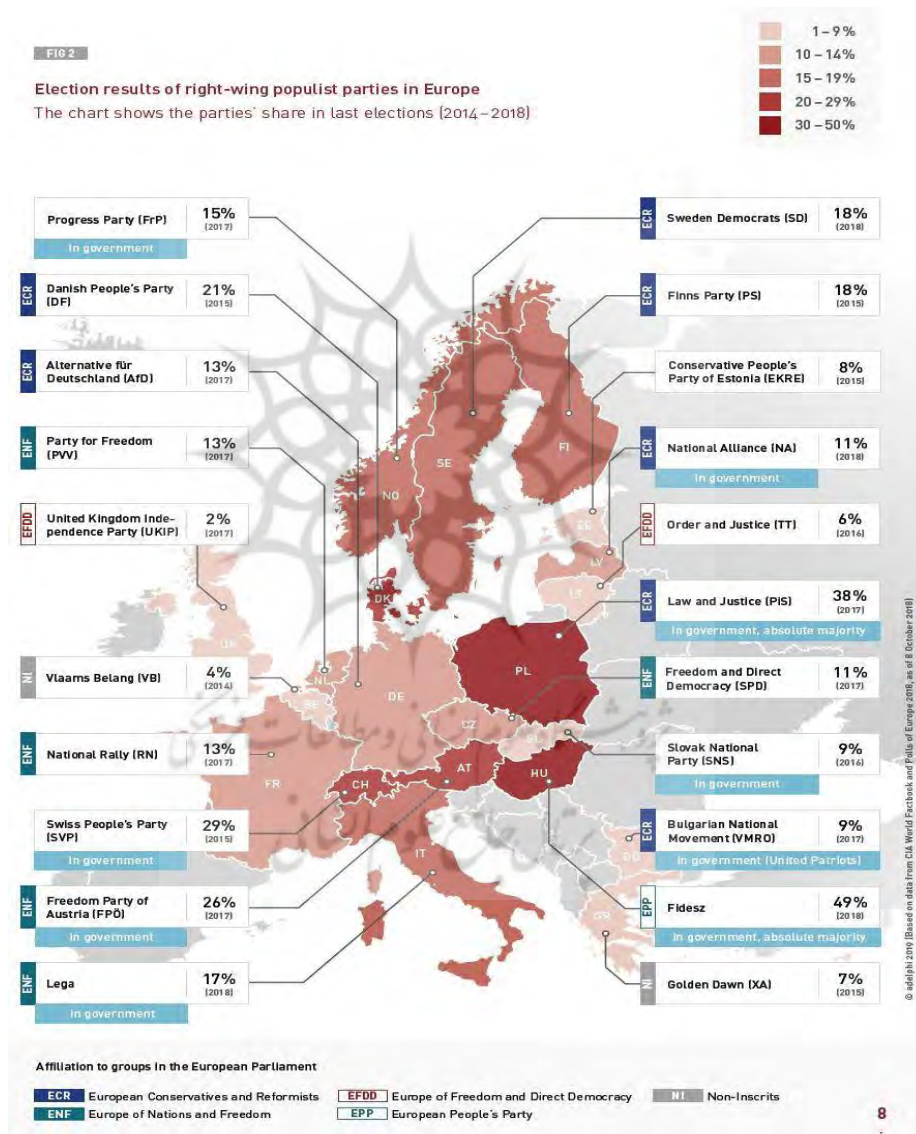 FIG 2
Election results of right-wing populist parties in Europe
The chart shows the parties' share in last elections (2014–2018)
1–9%
10–14%
15–19%
20–29%
30–50%
Progress Party (FrP) 15% (2017)
In government
ECR Danish People's Party (DF) 21% (2015)
ECR Alternative für Deutschland (AfD) 13% (2017)
ENF Party for Freedom (PVV) 13% (2017)
EFDD United Kingdom Inde-
pendence Party (UKIP) 2% (2017)
NI Vlaams Belang (VB) 4% (2014)
ENF National Rally (RN) 13% (2017)
Swiss People's Party (SVP) 29% (2015)
In government
ENF Freedom Party of Austria (FPÖ) 26% (2017)
In government
ENF Lega 17% (2018)
In government
ECR Sweden Democrats (SD) 18% (2018)
ECR Finns Party (PS) 18% (2015)
Conservative People's Party of Estonia (EKRE) 8% (2015)
ECR National Alliance (NA) 11% (2018)
In government
EFDD Order and Justice (TT) 6% (2016)
ECR Law and Justice (PiS) 38% (2017)
In government, absolute majority
ENF Freedom and Direct Democracy (SPD) 11% (2017)
Slovak National Party (SNS) 9% (2016)
In government
ECR Bulgarian National Movement (VMRO) 9% (2017)
In government (United Patriots)
EPP Fidesz 49% (2018)
In government, absolute majority
NI Golden Dawn (XA) 7% (2015)
NO
SE
FI
EE
LV
LT
DK
UK
NL
BE
DE
PL
CZ
FR
CH
AT
HU
IT
GR
© adelphi 2019 (Based on data from CIA World Factbook and Polls of Europe 2018, as of 6 October 2018)
Affiliation to groups in the European Parliament
ECR European Conservatives and Reformists
EFDD Europe of Freedom and Direct Democracy
NI Non-Inscrits
ENF Europe of Nations and Freedom
EPP European People's Party
8